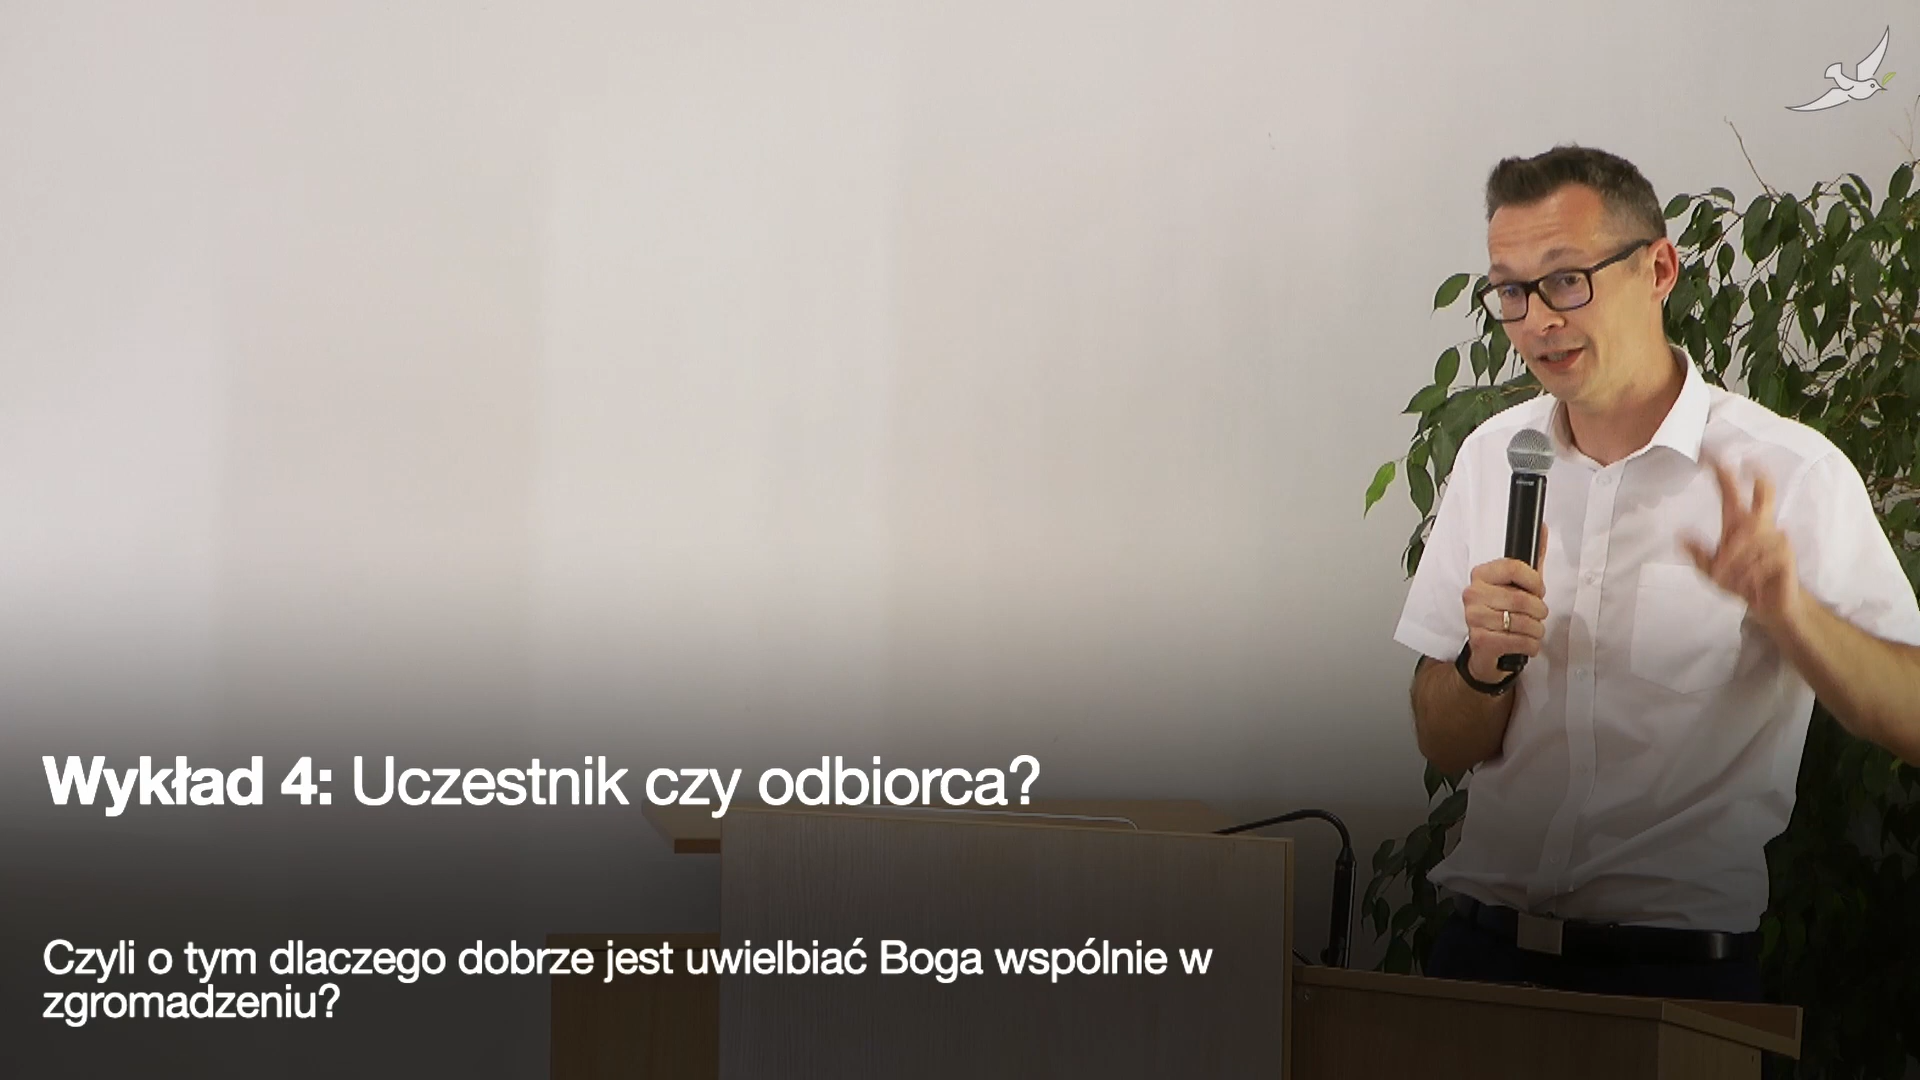 Wykład 4: Uczestnik czy odbiorca?
Czyli o tym dlaczego dobrze jest uwielbiać Boga wspólnie w
zgromadzeniu?